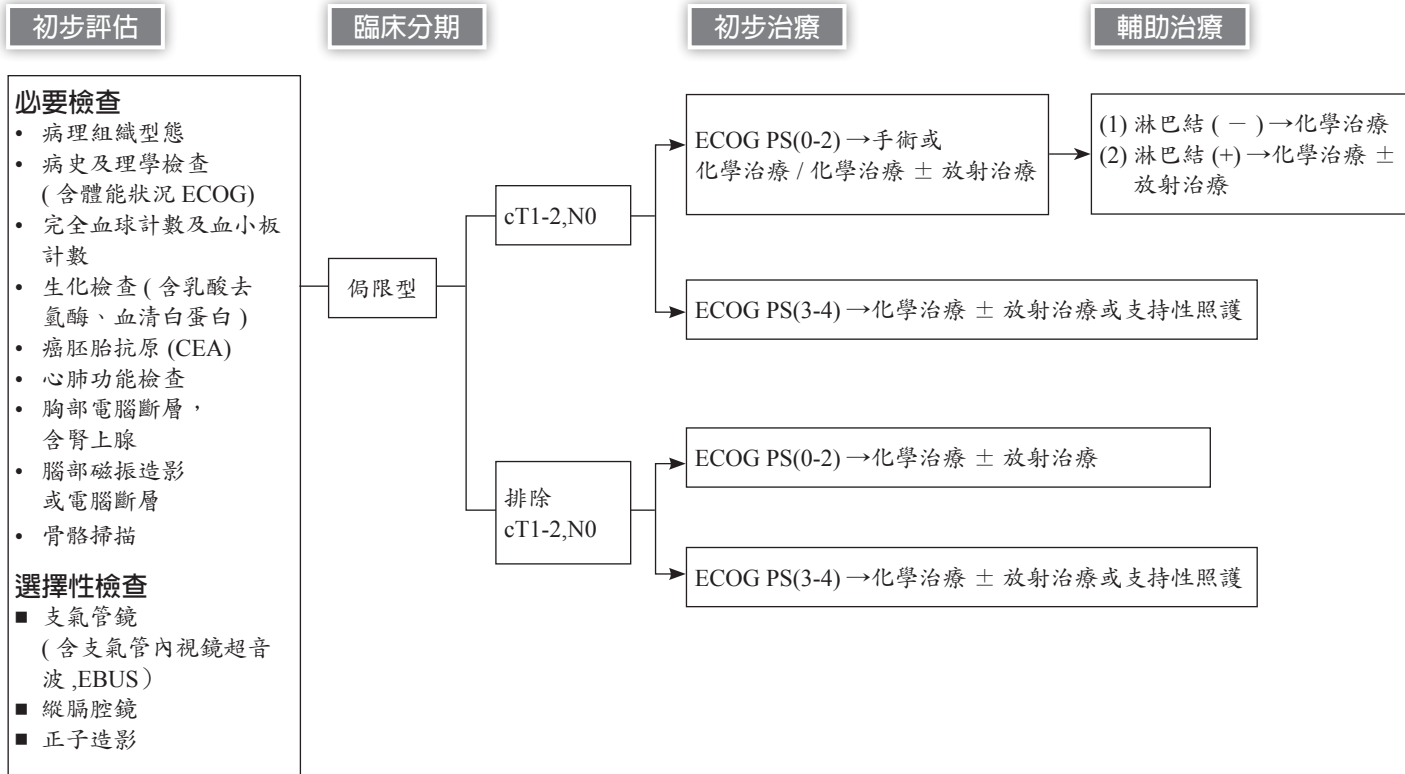 初步評估
臨床分期
初步治療
輔助治療
必要檢查
• 病理組織型態
• 病史及理學檢查
( 含體能狀況 ECOG)
• 完全血球計數及血小板
計數
• 生化檢查 ( 含乳酸去
氫酶、血清白蛋白 )
• 癌胚胎抗原 (CEA)
• 心肺功能檢查
• 胸部電腦斷層，
含腎上腺
• 腦部磁振造影
或電腦斷層
• 骨骼掃描
選擇性檢查
■ 支氣管鏡
( 含支氣管內視鏡超音
波 ,EBUS）
■ 縱膈腔鏡
■ 正子造影
侷限型
cT1-2,N0
ECOG PS(0-2) →手術或
化學治療 / 化學治療 ± 放射治療
(1) 淋巴結 ( － ) →化學治療
(2) 淋巴結 (+) →化學治療 ±
放射治療
ECOG PS(3-4) →化學治療 ± 放射治療或支持性照護
排除
cT1-2,N0
ECOG PS(0-2) →化學治療 ± 放射治療
ECOG PS(3-4) →化學治療 ± 放射治療或支持性照護